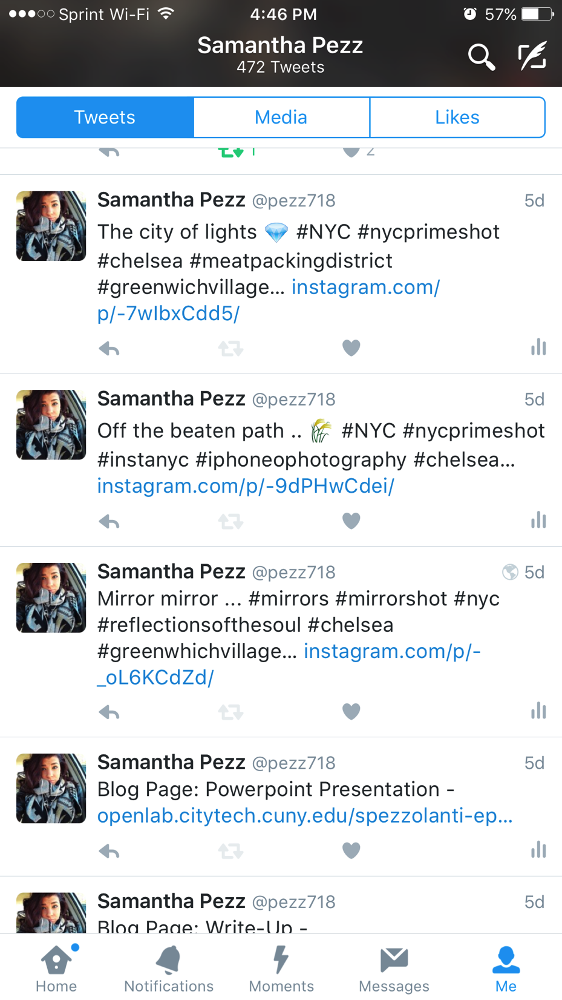 Sprint Wi-Fi 4:46 PM 57%
Samantha Pezz
472 Tweets
Tweets Media Likes
1 2
Samantha Pezz @pezz718 5d
The city of lights 💎 #NYC #nycprimeshot
#chelsea #meatpackingdistrict
#greenwichvillage... instagram.com/
p/-7wIbxCdd5/
Samantha Pezz @pezz718 5d
Off the beaten path .. 🌾 #NYC #nycprimeshot
#instanyc #iphoneophotography #chelsea...
instagram.com/p/-9dPHwCdei/
Samantha Pezz @pezz718 5d
Mirror mirror ... #mirrors #mirrorshot #nyc
#reflectionsofthesoul #chelsea
#greenwhichvillage... instagram.com/p/-
_oL6KCdZd/
Samantha Pezz @pezz718 5d
Blog Page: Powerpoint Presentation -
openlab.citytech.cuny.edu/spezzolanti-ep...
Samantha Pezz @pezz718 5d
Blog Page: Write-Up -
Home Notifications Moments Messages Me